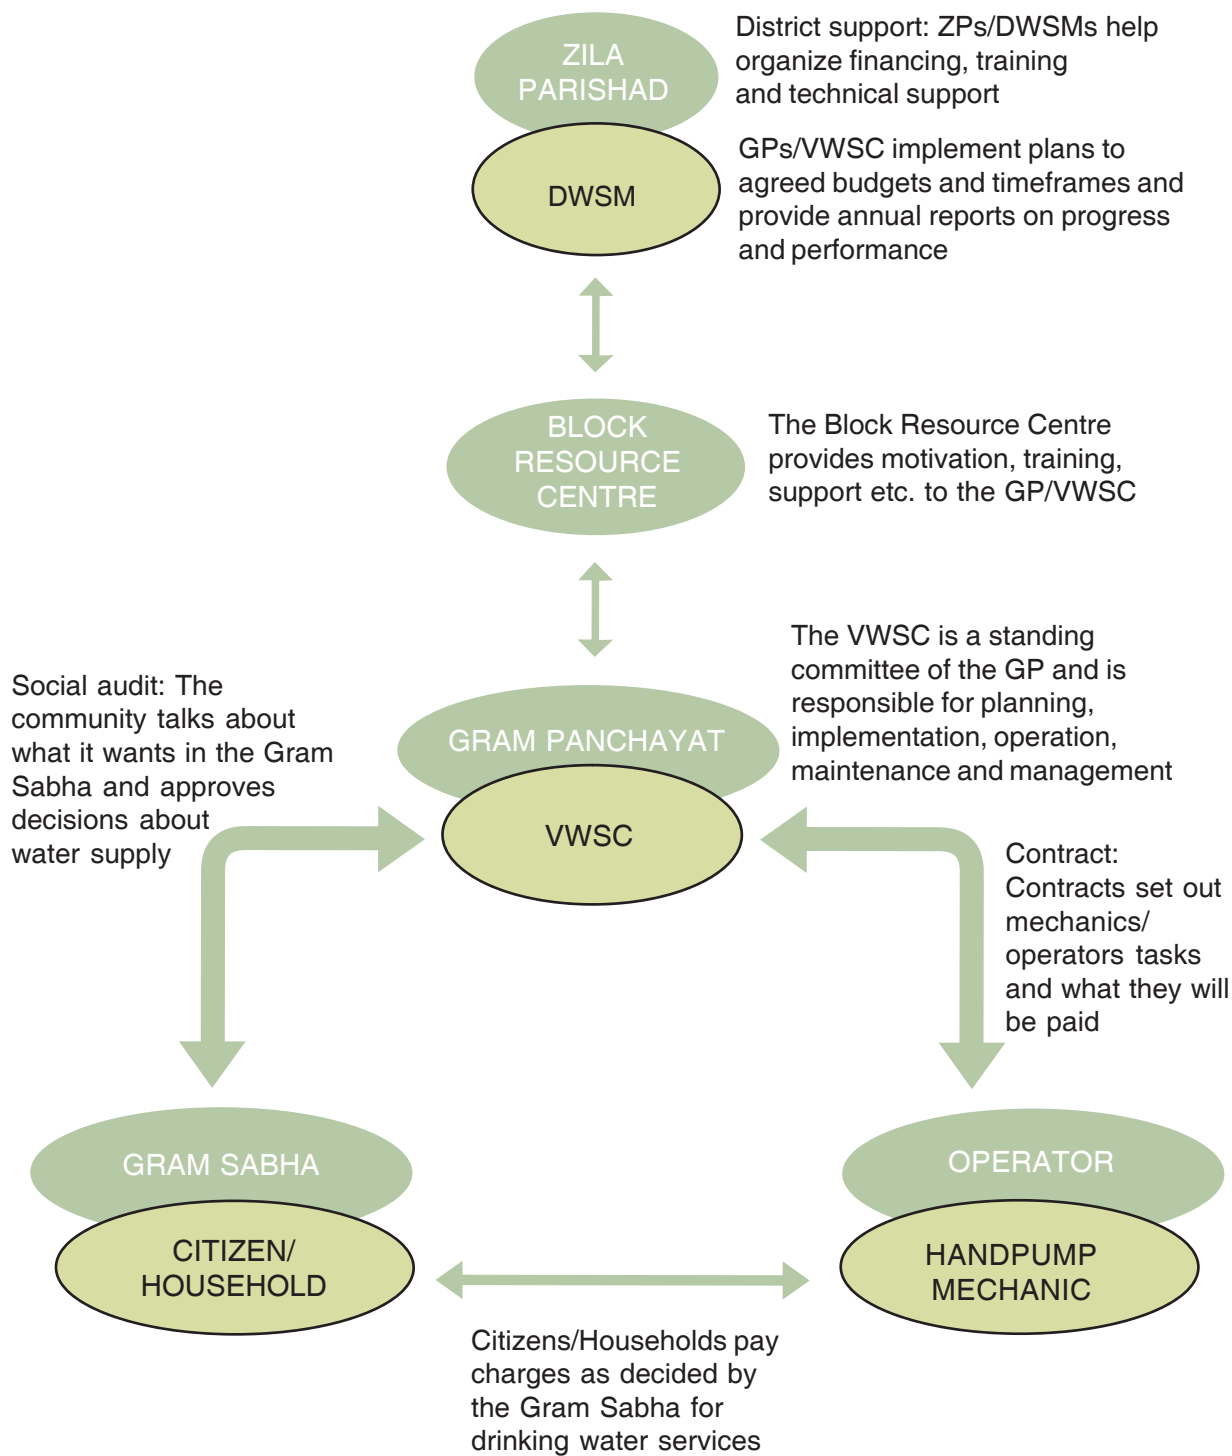 ZILA
PARISHAD
DWSM
District support: ZPs/DWSMs help
organize financing, training
and technical support
GPs/VWSC implement plans to
agreed budgets and timeframes and
provide annual reports on progress
and performance
BLOCK
RESOURCE
CENTRE
The Block Resource Centre
provides motivation, training,
support etc. to the GP/VWSC
The VWSC is a standing
committee of the GP and is
responsible for planning,
implementation, operation,
maintenance and management
Social audit: The
community talks about
what it wants in the Gram
Sabha and approves
decisions about
water supply
GRAM PANCHAYAT
VWSC
Contract:
Contracts set out
mechanics/
operators tasks
and what they will
be paid
GRAM SABHA
CITIZEN/
HOUSEHOLD
OPERATOR
HANDPUMP
MECHANIC
Citizens/Households pay
charges as decided by
the Gram Sabha for
drinking water services